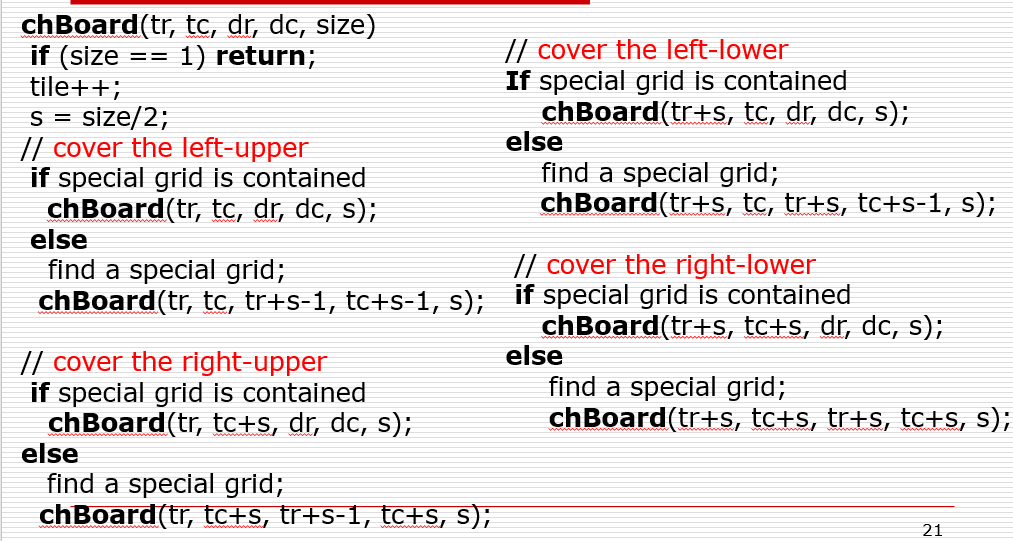 chBoard(tr, tc, dr, dc, size)
if (size == 1) return;
tile++;
s = size/2;
// cover the left-upper
if special grid is contained
chBoard(tr, tc, dr, dc, s);
else
find a special grid;
chBoard(tr, tc, tr+s-1, tc+s-1, s);
// cover the right-upper
if special grid is contained
chBoard(tr, tc+s, dr, dc, s);
else
find a special grid;
chBoard(tr, tc+s, tr+s-1, tc+s, s);
// cover the left-lower
If special grid is contained
chBoard(tr+s, tc, dr, dc, s);
else
find a special grid;
chBoard(tr+s, tc, tr+s, tc+s-1, s);
// cover the right-lower
if special grid is contained
chBoard(tr+s, tc+s, dr, dc, s);
else
find a special grid;
chBoard(tr+s, tc+s, tr+s, tc+s, s);
21